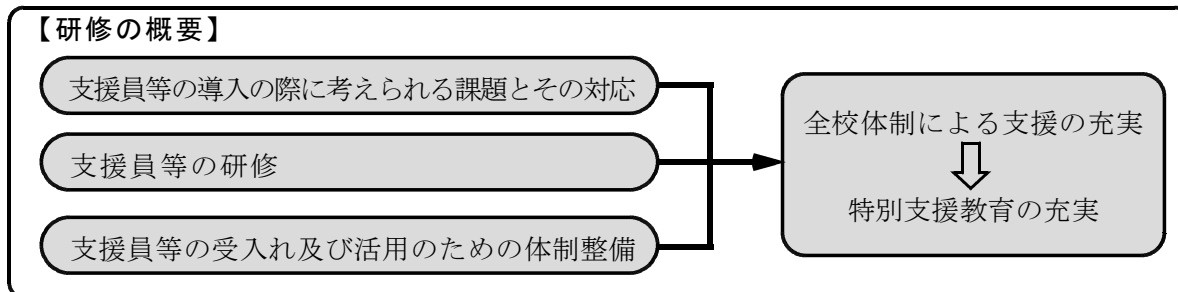 【研修の概要】
支援員等の導入の際に考えられる課題とその対応
支援員等の研修
支援員等の受入れ及び活用のための体制整備
全校体制による支援の充実
特別支援教育の充実